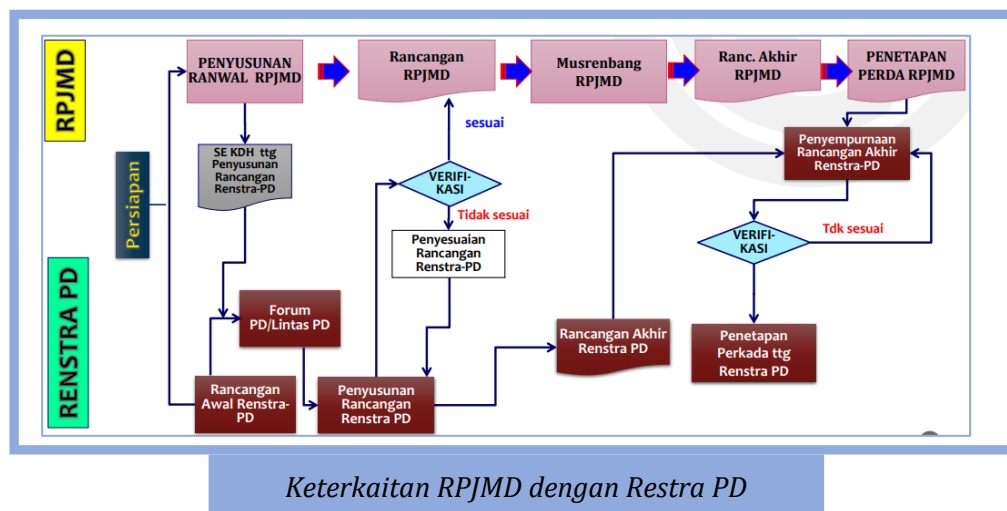 RPJMD
PENYUSUNAN
RANWAL RPJMD
Rancangan
RPJMD
Musrenbang
RPJMD
Ranc. Akhir
RPJMD
PENETAPAN
PERDA RPJMD
SE KDH ttg
Penyusunan
Rancangan
Renstra-PD
sesuai
VERIFI-
KASI
Tidak sesuai
Penyesuaian
Rancangan
Renstra-PD
Penyempurnaan
Rancangan Akhir
Renstra-PD
VERIFI-
KASI
Tdk sesuai
Persiapan
RENSTRA PD
Forum
PD/Lintas PD
Rancangan
Awal Renstra-
PD
Penyusunan
Rancangan
Renstra PD
Rancangan Akhir
Renstra PD
Penetapan
Perkada ttg
Renstra PD
Keterkaitan RPJMD dengan Restra PD